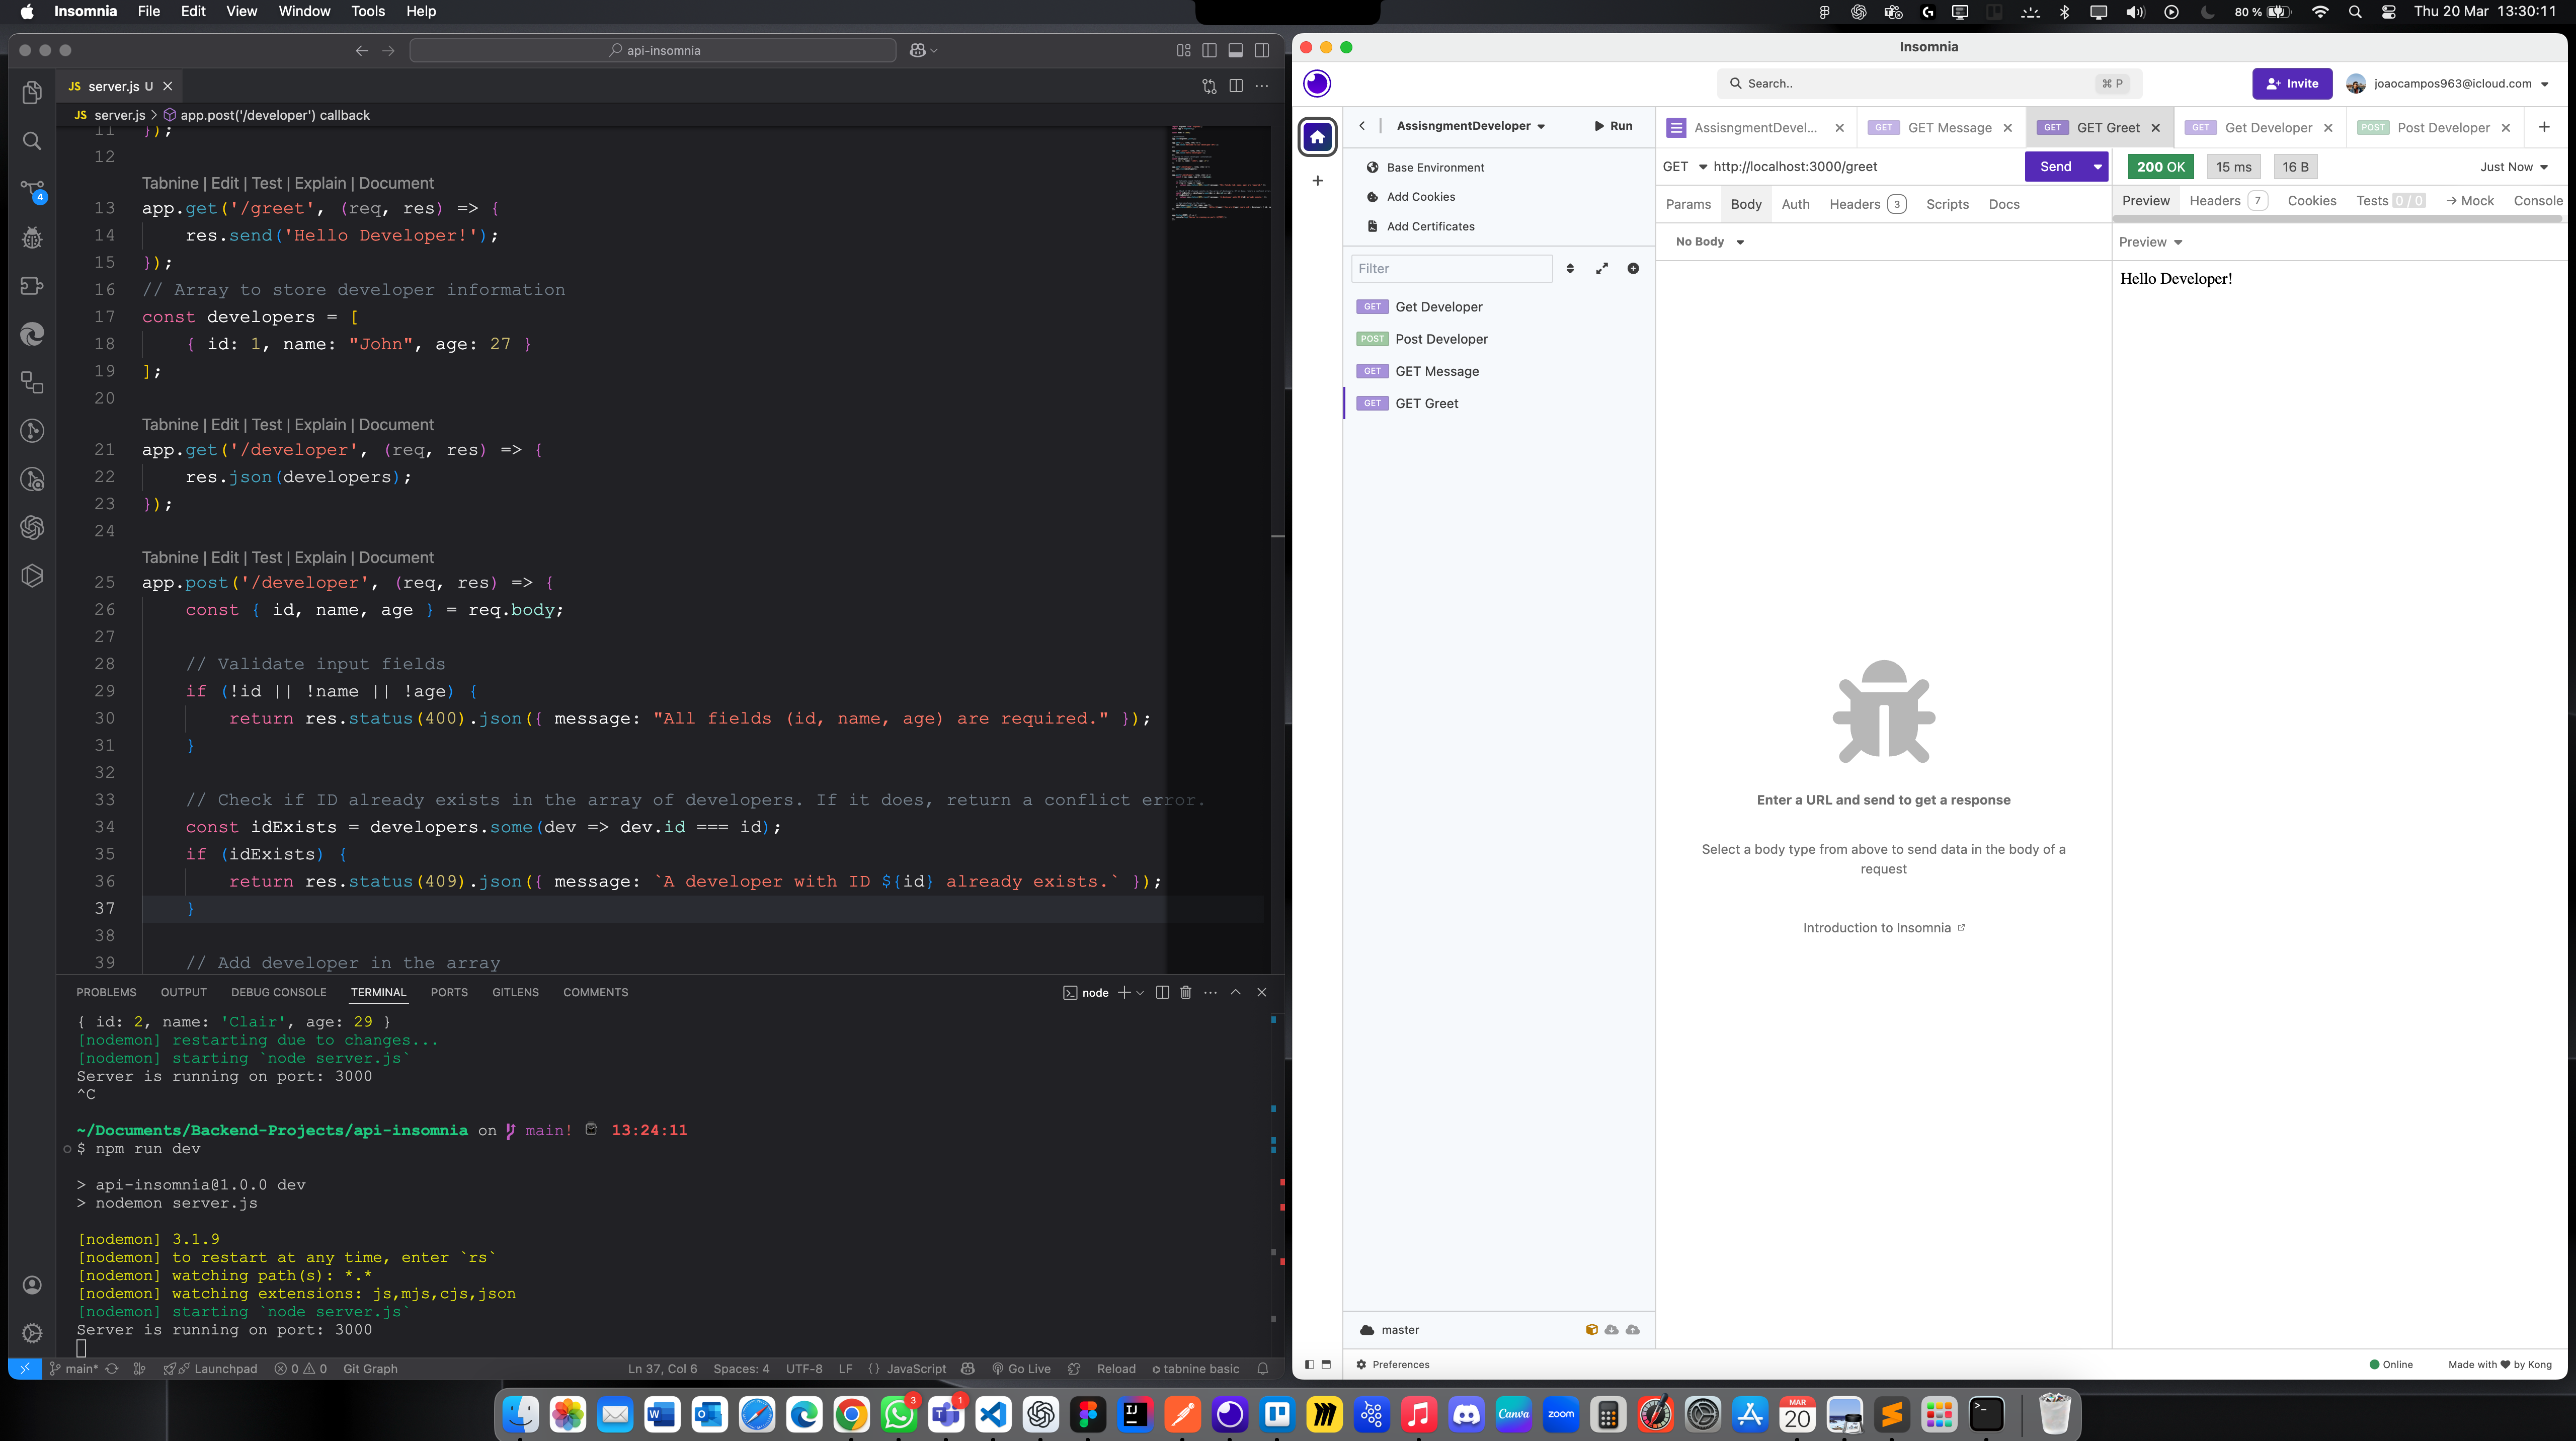 Insomnia File Edit View Window Tools Help
80 % Thu 20 Mar 13:30:11
api-insomnia
JS server.js U
JS server.js > app.post('/developer') callback
11 });
12
Tabnine | Edit | Test | Explain | Document
13 app.get('/greet', (req, res) => {
14 res.send('Hello Developer!');
15 });
16 // Array to store developer information
17 const developers = [
18 { id: 1, name: "John", age: 27 }
19 ];
20
Tabnine | Edit | Test | Explain | Document
21 app.get('/developer', (req, res) => {
22 res.json(developers);
23 });
24
Tabnine | Edit | Test | Explain | Document
25 app.post('/developer', (req, res) => {
26 const { id, name, age } = req.body;
27
28 // Validate input fields
29 if (!id || !name || !age) {
30 return res.status(400).json({ message: "All fields (id, name, age) are required." });
31 }
32
33 // Check if ID already exists in the array of developers. If it does, return a conflict error.
34 const idExists = developers.some(dev => dev.id === id);
35 if (idExists) {
36 return res.status(409).json({ message: `A developer with ID ${id} already exists.` });
37 }
38
39 // Add developer in the array
4
PROBLEMS OUTPUT DEBUG CONSOLE TERMINAL PORTS GITLENS COMMENTS
node
{ id: 2, name: 'Clair', age: 29 }
[nodemon] restarting due to changes...
[nodemon] starting `node server.js`
Server is running on port: 3000
^C
~/Documents/Backend-Projects/api-insomnia on main! 13:24:11
$ npm run dev
> api-insomnia@1.0.0 dev
> nodemon server.js
[nodemon] 3.1.9
[nodemon] to restart at any time, enter `rs`
[nodemon] watching path(s): *.*
[nodemon] watching extensions: js,mjs,cjs,json
[nodemon] starting `node server.js`
Server is running on port: 3000
main* Launchpad 0 0 Git Graph
Ln 37, Col 6 Spaces: 4 UTF-8 LF {} JavaScript Go Live Reload tabnine basic
Insomnia
Search.. ⌘ P
Invite
joaocampos963@icloud.com
AssisngmentDeveloper Run
Base Environment
Add Cookies
Add Certificates
Filter
GET Get Developer
POST Post Developer
GET GET Message
GET GET Greet
AssisngmentDevel... GET GET Message GET GET Greet GET Get Developer POST Post Developer
GET http://localhost:3000/greet Send
200 OK 15 ms 16 B Just Now
Params Body Auth Headers 3 Scripts Docs
Preview Headers 7 Cookies Tests 0 / 0 → Mock Console
No Body
Preview
Hello Developer!
Enter a URL and send to get a response
Select a body type from above to send data in the body of a
request
Introduction to Insomnia
master
Preferences
Online
Made with ♥ by Kong
3 1 IJ Canva zoom MAR 20